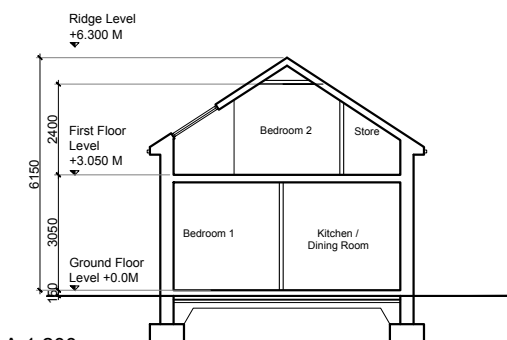 Ridge Level
+6.300 M
2400
First Floor
Level
+3.050 M
Bedroom 2
Store
6150
3050
Bedroom 1
Kitchen /
Dining Room
Ground Floor
Level +0.0M
150